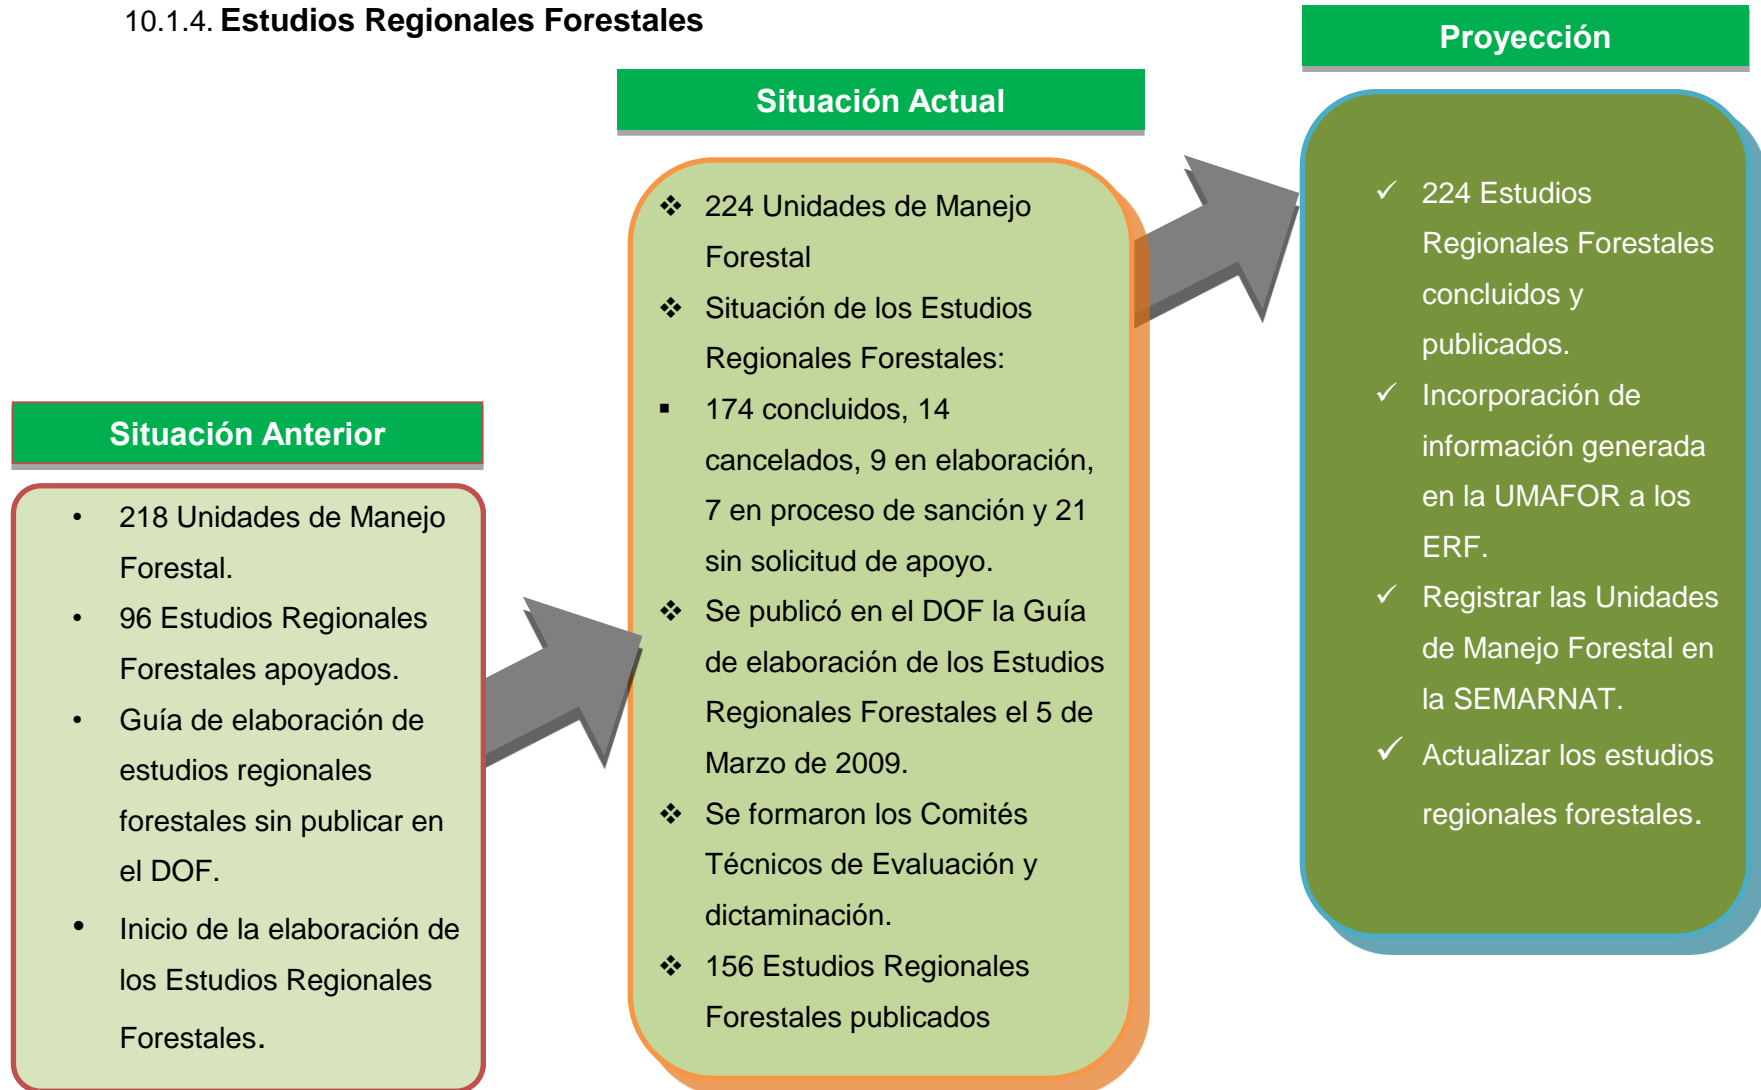 10.1.4. Estudios Regionales Forestales
Situación Anterior
• 218 Unidades de Manejo
Forestal.
• 96 Estudios Regionales
Forestales apoyados.
• Guía de elaboración de
estudios regionales
forestales sin publicar en
el DOF.
• Inicio de la elaboración de
los Estudios Regionales
Forestales.
Situación Actual
❖ 224 Unidades de Manejo
Forestal
❖ Situación de los Estudios
Regionales Forestales:
▪ 174 concluidos, 14
cancelados, 9 en elaboración,
7 en proceso de sanción y 21
sin solicitud de apoyo.
❖ Se publicó en el DOF la Guía
de elaboración de los Estudios
Regionales Forestales el 5 de
Marzo de 2009.
❖ Se formaron los Comités
Técnicos de Evaluación y
dictaminación.
❖ 156 Estudios Regionales
Forestales publicados
Proyección
✓ 224 Estudios
Regionales Forestales
concluidos y
publicados.
✓ Incorporación de
información generada
en la UMAFOR a los
ERF.
✓ Registrar las Unidades
de Manejo Forestal en
la SEMARNAT.
✓ Actualizar los estudios
regionales forestales.